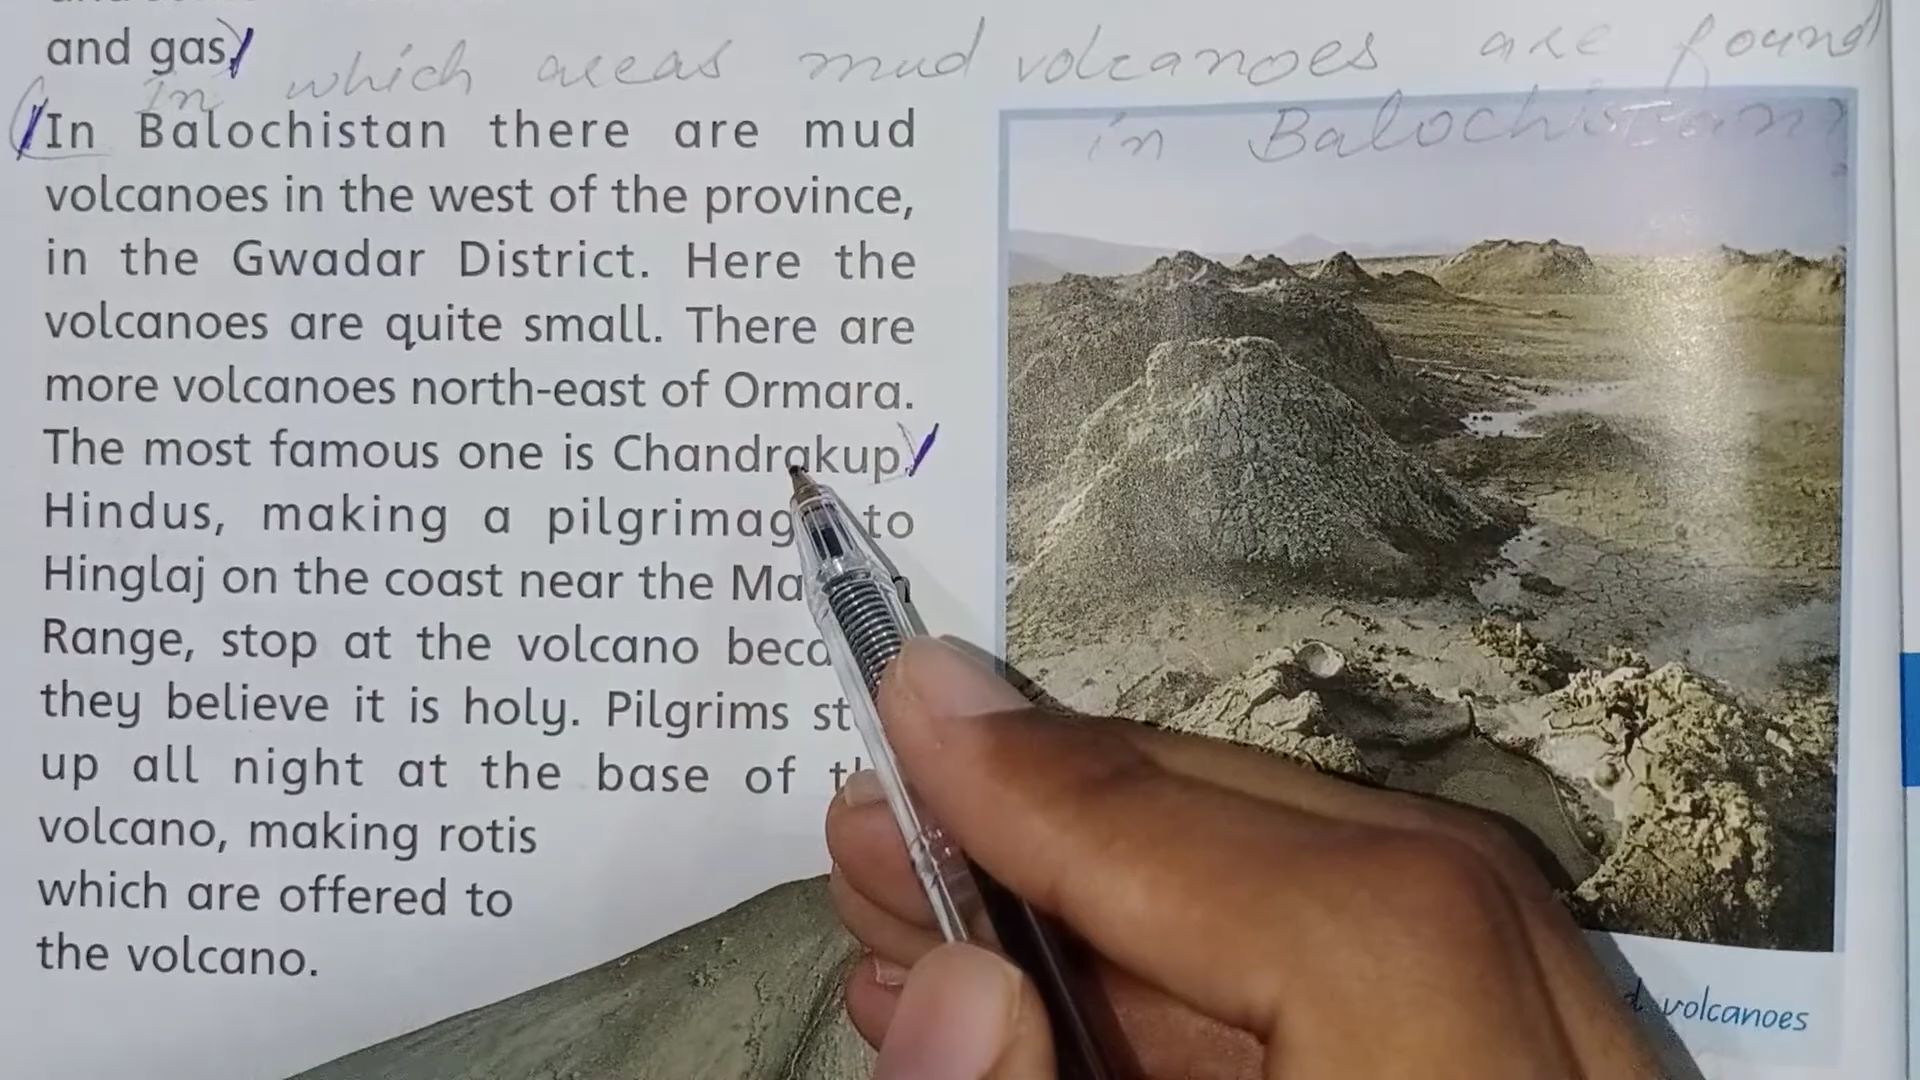 and gas
in which areas mud volcanoes are found
in Balochistan?
In Balochistan there are mud
volcanoes in the west of the province,
in the Gwadar District. Here the
volcanoes are quite small. There are
more volcanoes north-east of Ormara.
The most famous one is Chandrakup.
Hindus, making a pilgrimag to
Hinglaj on the coast near the Ma
Range, stop at the volcano beca
they believe it is holy. Pilgrims st
up all night at the base of th
volcano, making rotis
which are offered to
the volcano.
volcanoes